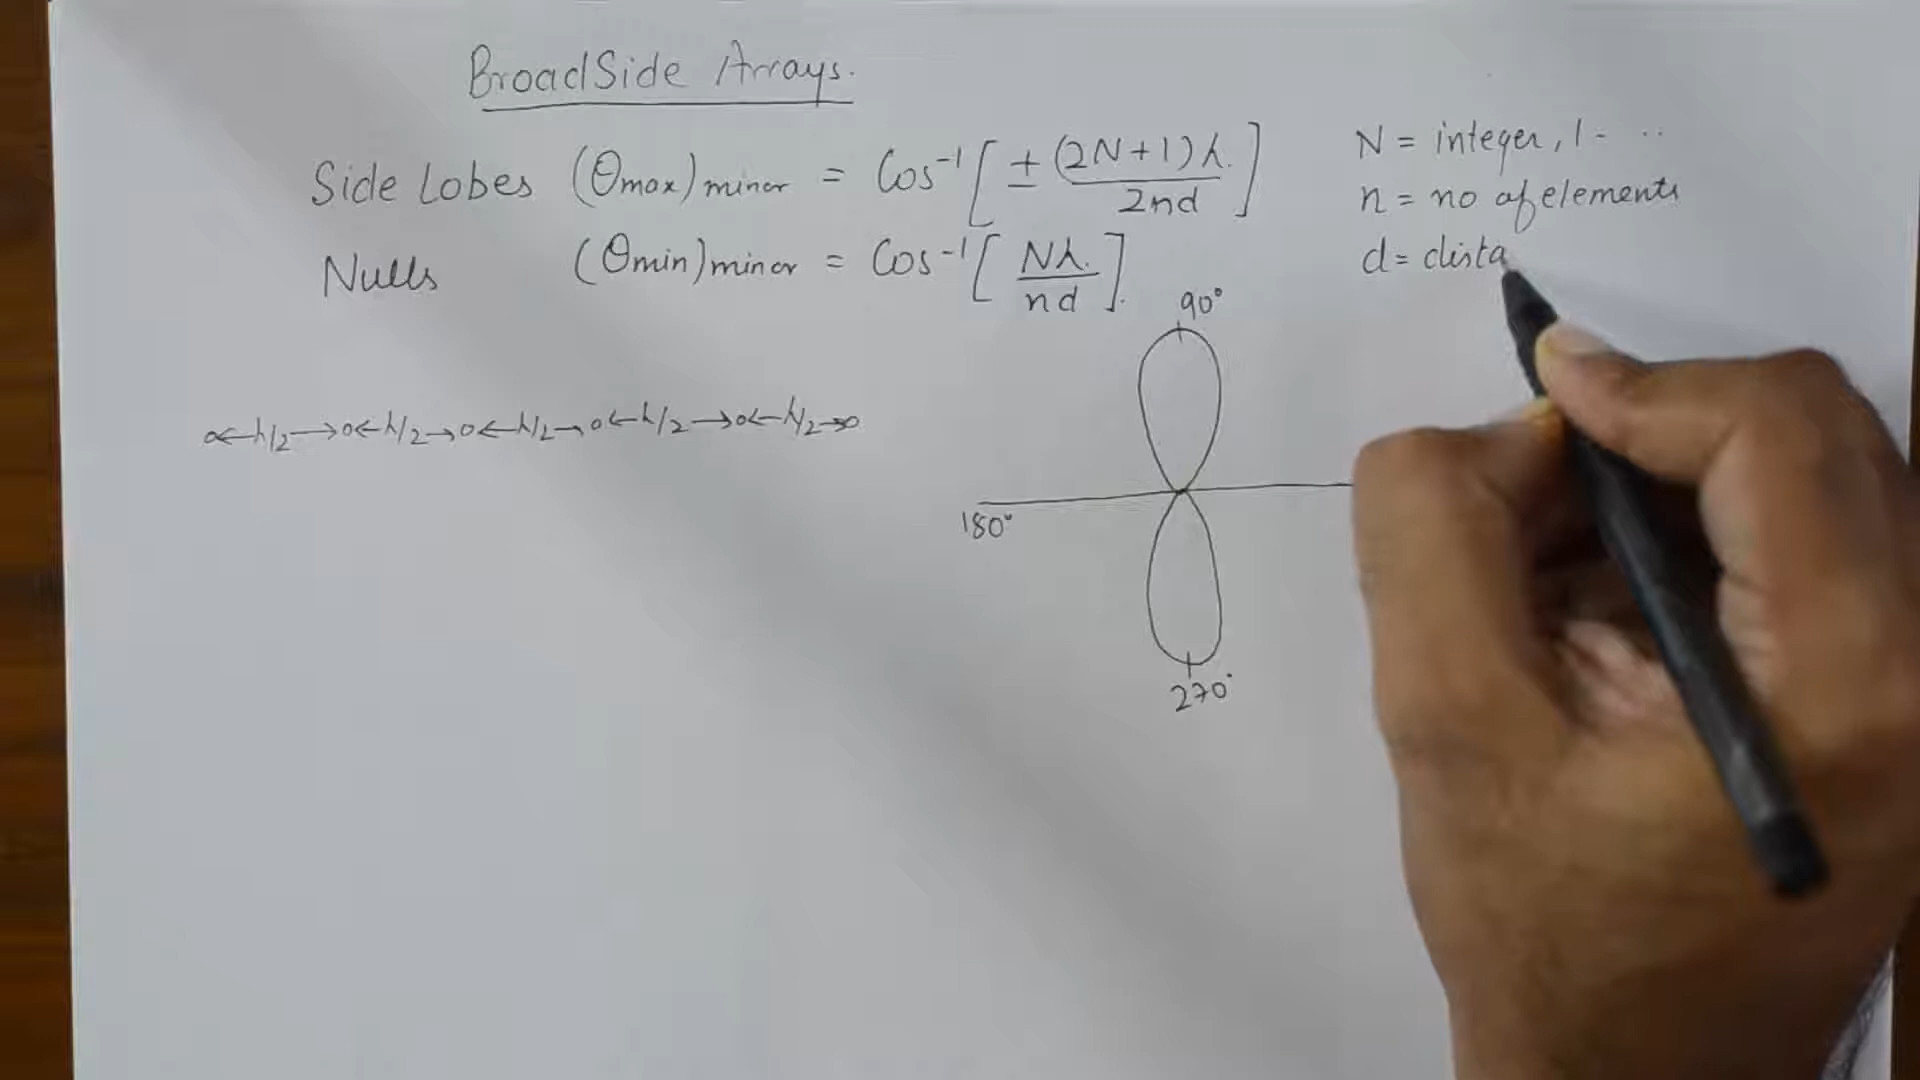 BroadSide Arrays.
Side Lobes (θmax)minor = Cos⁻¹[± (2N+1)λ / 2nd]
Nulls (θmin)minor = Cos⁻¹[Nλ / nd].
N = integer, 1 - ..
n = no of elements
d = dista
90°
o←λ/2→o←λ/2→o←λ/2→o←λ/2→o←λ/2→o
180°
270°